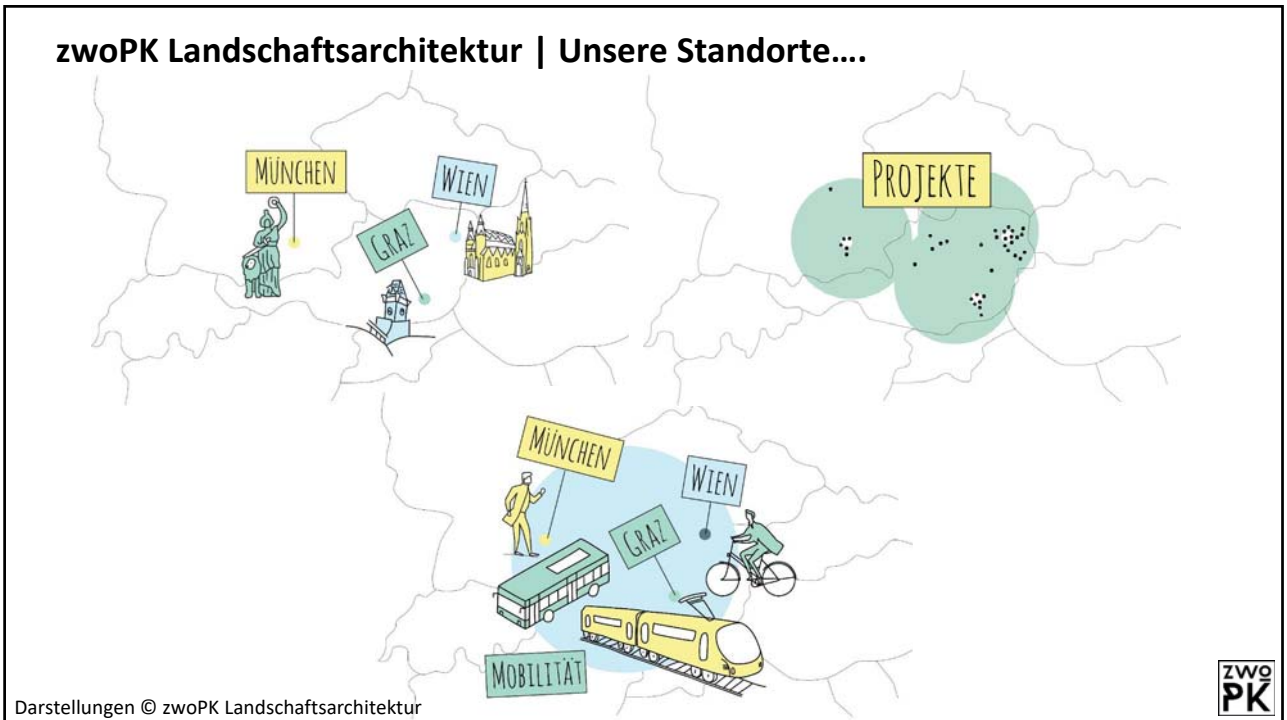 zwoPK Landschaftsarchitektur | Unsere Standorte....
MÜNCHEN
WIEN
GRAZ
PROJEKTE
MÜNCHEN
WIEN
GRAZ
MOBILITÄT
Darstellungen © zwoPK Landschaftsarchitektur
ZWO
PK